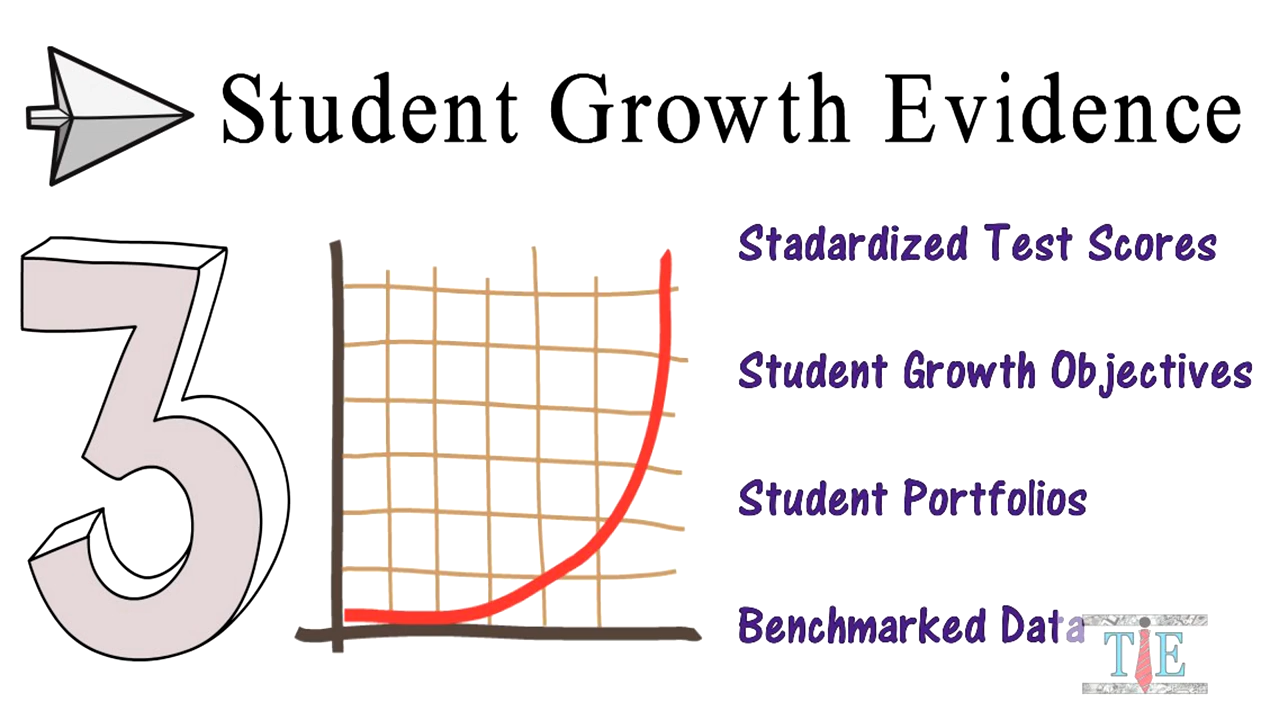 Student Growth Evidence
3
Stadardized Test Scores
Student Growth Objectives
Student Portfolios
Benchmarked Data
TiE